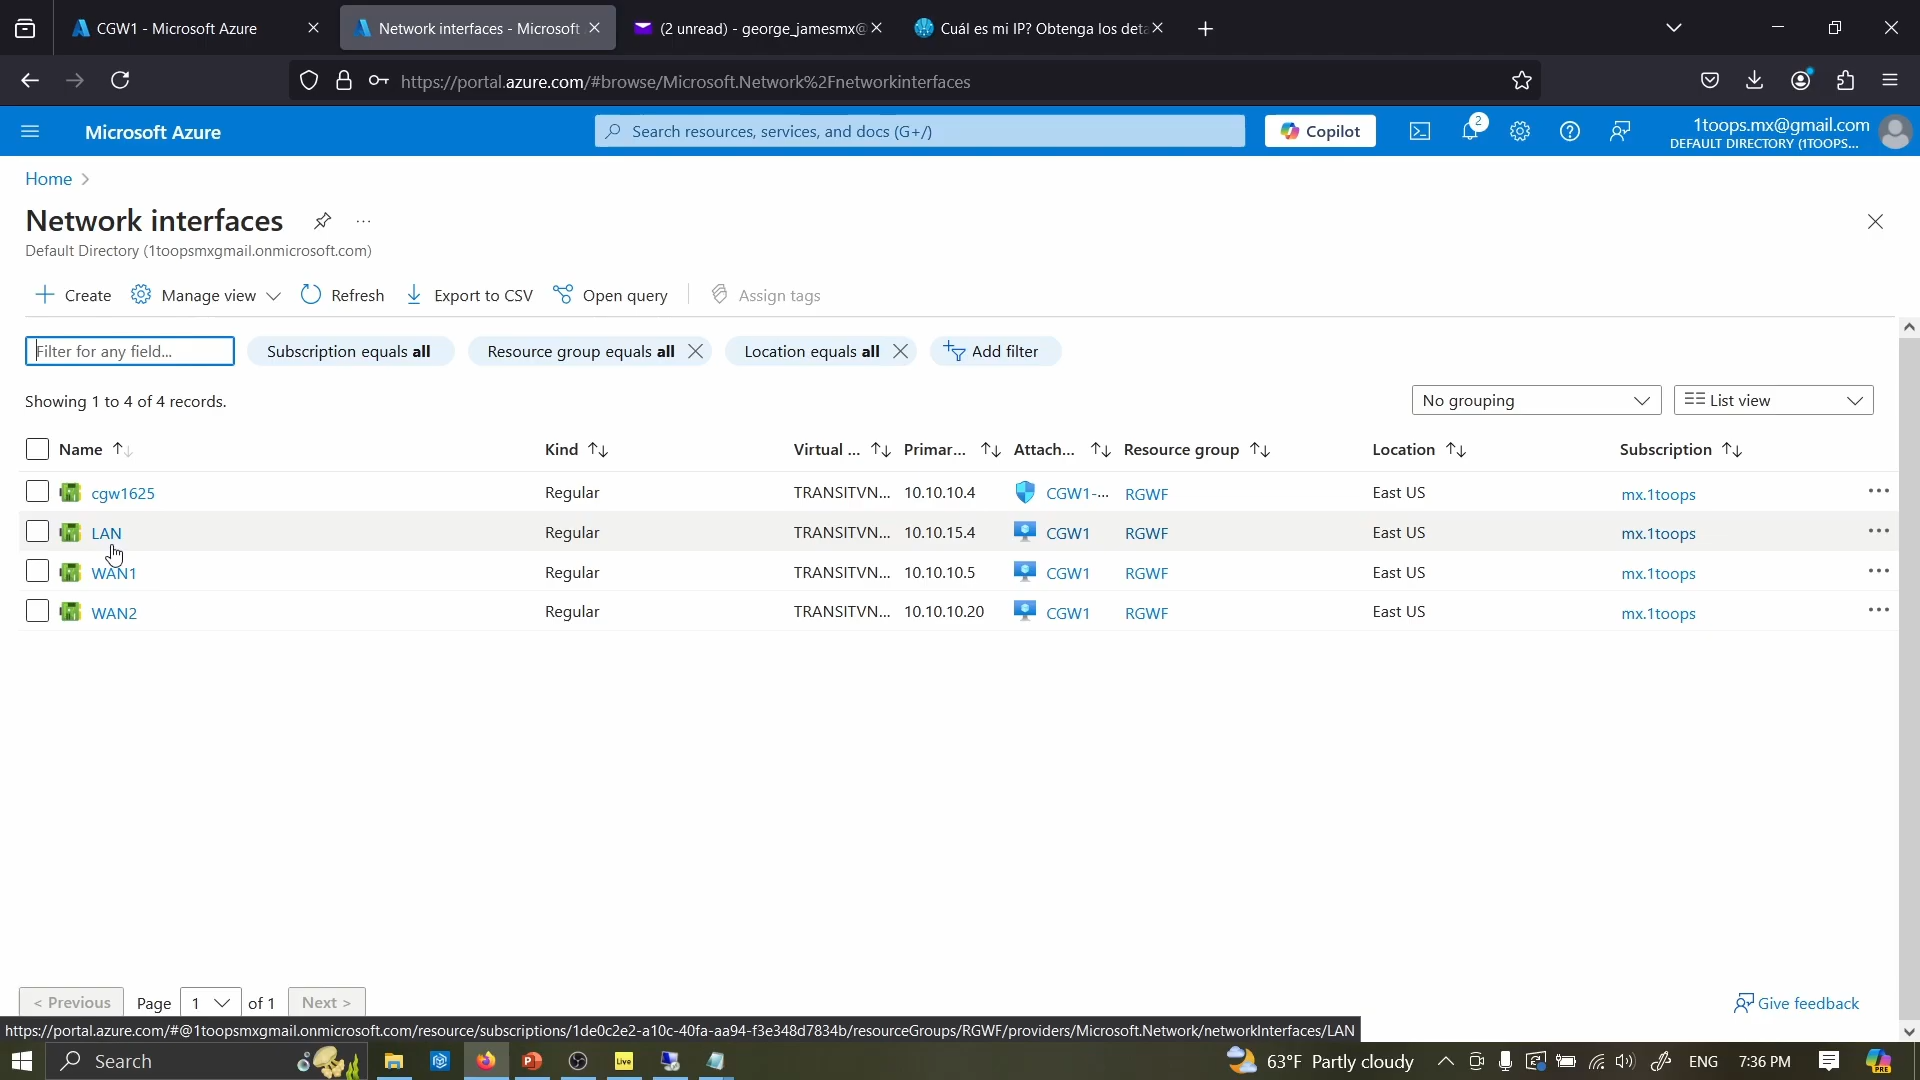 CGW1 - Microsoft Azure
Network interfaces - Microsoft
(2 unread) - george_jamesmx@
Cuál es mi IP? Obtenga los deta
https://portal.azure.com/#browse/Microsoft.Network%2Fnetworkinterfaces
Microsoft Azure
Search resources, services, and docs (G+/)
Copilot
2
1toops.mx@gmail.com
DEFAULT DIRECTORY (1TOOPS...
Home
Network interfaces
Default Directory (1toopsmxgmail.onmicrosoft.com)
Create
Manage view
Refresh
Export to CSV
Open query
Assign tags
Filter for any field...
Subscription equals all
Resource group equals all
Location equals all
Add filter
Showing 1 to 4 of 4 records.
No grouping
List view
Name Kind Virtual ... Primar... Attach... Resource group Location Subscription
cgw1625 Regular TRANSITVN... 10.10.10.4 CGW1-... RGWF East US mx.1toops
LAN Regular TRANSITVN... 10.10.15.4 CGW1 RGWF East US mx.1toops
WAN1 Regular TRANSITVN... 10.10.10.5 CGW1 RGWF East US mx.1toops
WAN2 Regular TRANSITVN... 10.10.10.20 CGW1 RGWF East US mx.1toops
< Previous Page 1 of 1 Next >
Give feedback
https://portal.azure.com/#@1toopsmxgmail.onmicrosoft.com/resource/subscriptions/1de0c2e2-a10c-40fa-aa94-f3e348d7834b/resourceGroups/RGWF/providers/Microsoft.Network/networkInterfaces/LAN
Search
Live
63°F Partly cloudy
ENG
7:36 PM
PRE